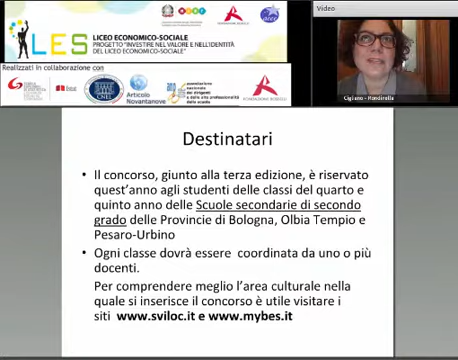 LES
LICEO ECONOMICO-SOCIALE
PROGETTO "INVESTIRE NEL VALORE E NELL'IDENTITÀ
DEL LICEO ECONOMICO-SOCIALE"
Realizzati in collaborazione con
Articolo
Novantanove
Video
Destinatari
• Il concorso, giunto alla terza edizione, è riservato
quest'anno agli studenti delle classi del quarto e
quinto anno delle Scuole secondarie di secondo
grado delle Provincie di Bologna, Olbia Tempio e
Pesaro-Urbino
• Ogni classe dovrà essere coordinata da uno o più
docenti.
Per comprendere meglio l'area culturale nella
quale si inserisce il concorso è utile visitare i
siti www.sviloc.it e www.mybes.it